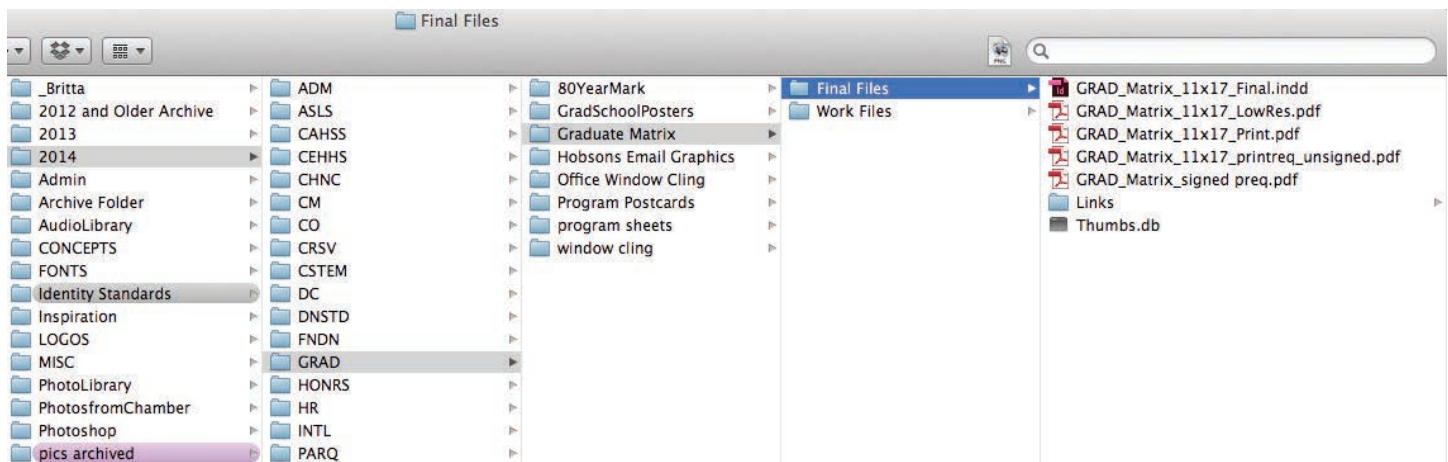 Final Files
PNG
_Britta
2012 and Older Archive
2013
2014
Admin
Archive Folder
AudioLibrary
CONCEPTS
FONTS
Identity Standards
Inspiration
LOGOS
MISC
PhotoLibrary
PhotosfromChamber
Photoshop
pics archived
ADM
ASLS
CAHSS
CEHHS
CHNC
CM
CO
CRSV
CSTEM
DC
DNSTD
FNDN
GRAD
HONRS
HR
INTL
PARQ
80YearMark
GradSchoolPosters
Graduate Matrix
Hobsons Email Graphics
Office Window Cling
Program Postcards
program sheets
window cling
Final Files
Work Files
Id
GRAD_Matrix_11x17_Final.indd
GRAD_Matrix_11x17_LowRes.pdf
GRAD_Matrix_11x17_Print.pdf
GRAD_Matrix_11x17_printreq_unsigned.pdf
GRAD_Matrix_signed preq.pdf
Links
Thumbs.db